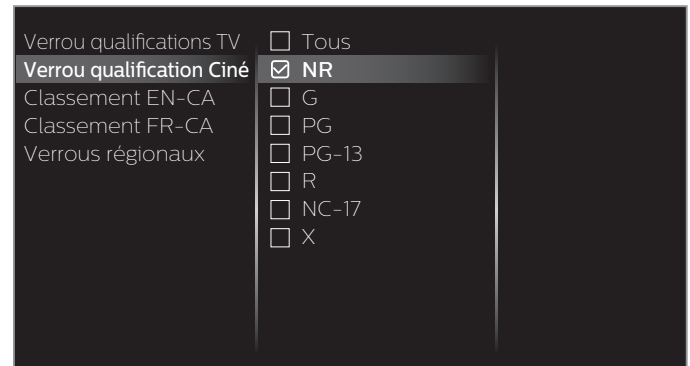 Verrou qualifications TV
Verrou qualification Ciné
Classement EN-CA
Classement FR-CA
Verrous régionaux
Tous
NR
G
PG
PG-13
R
NC-17
X